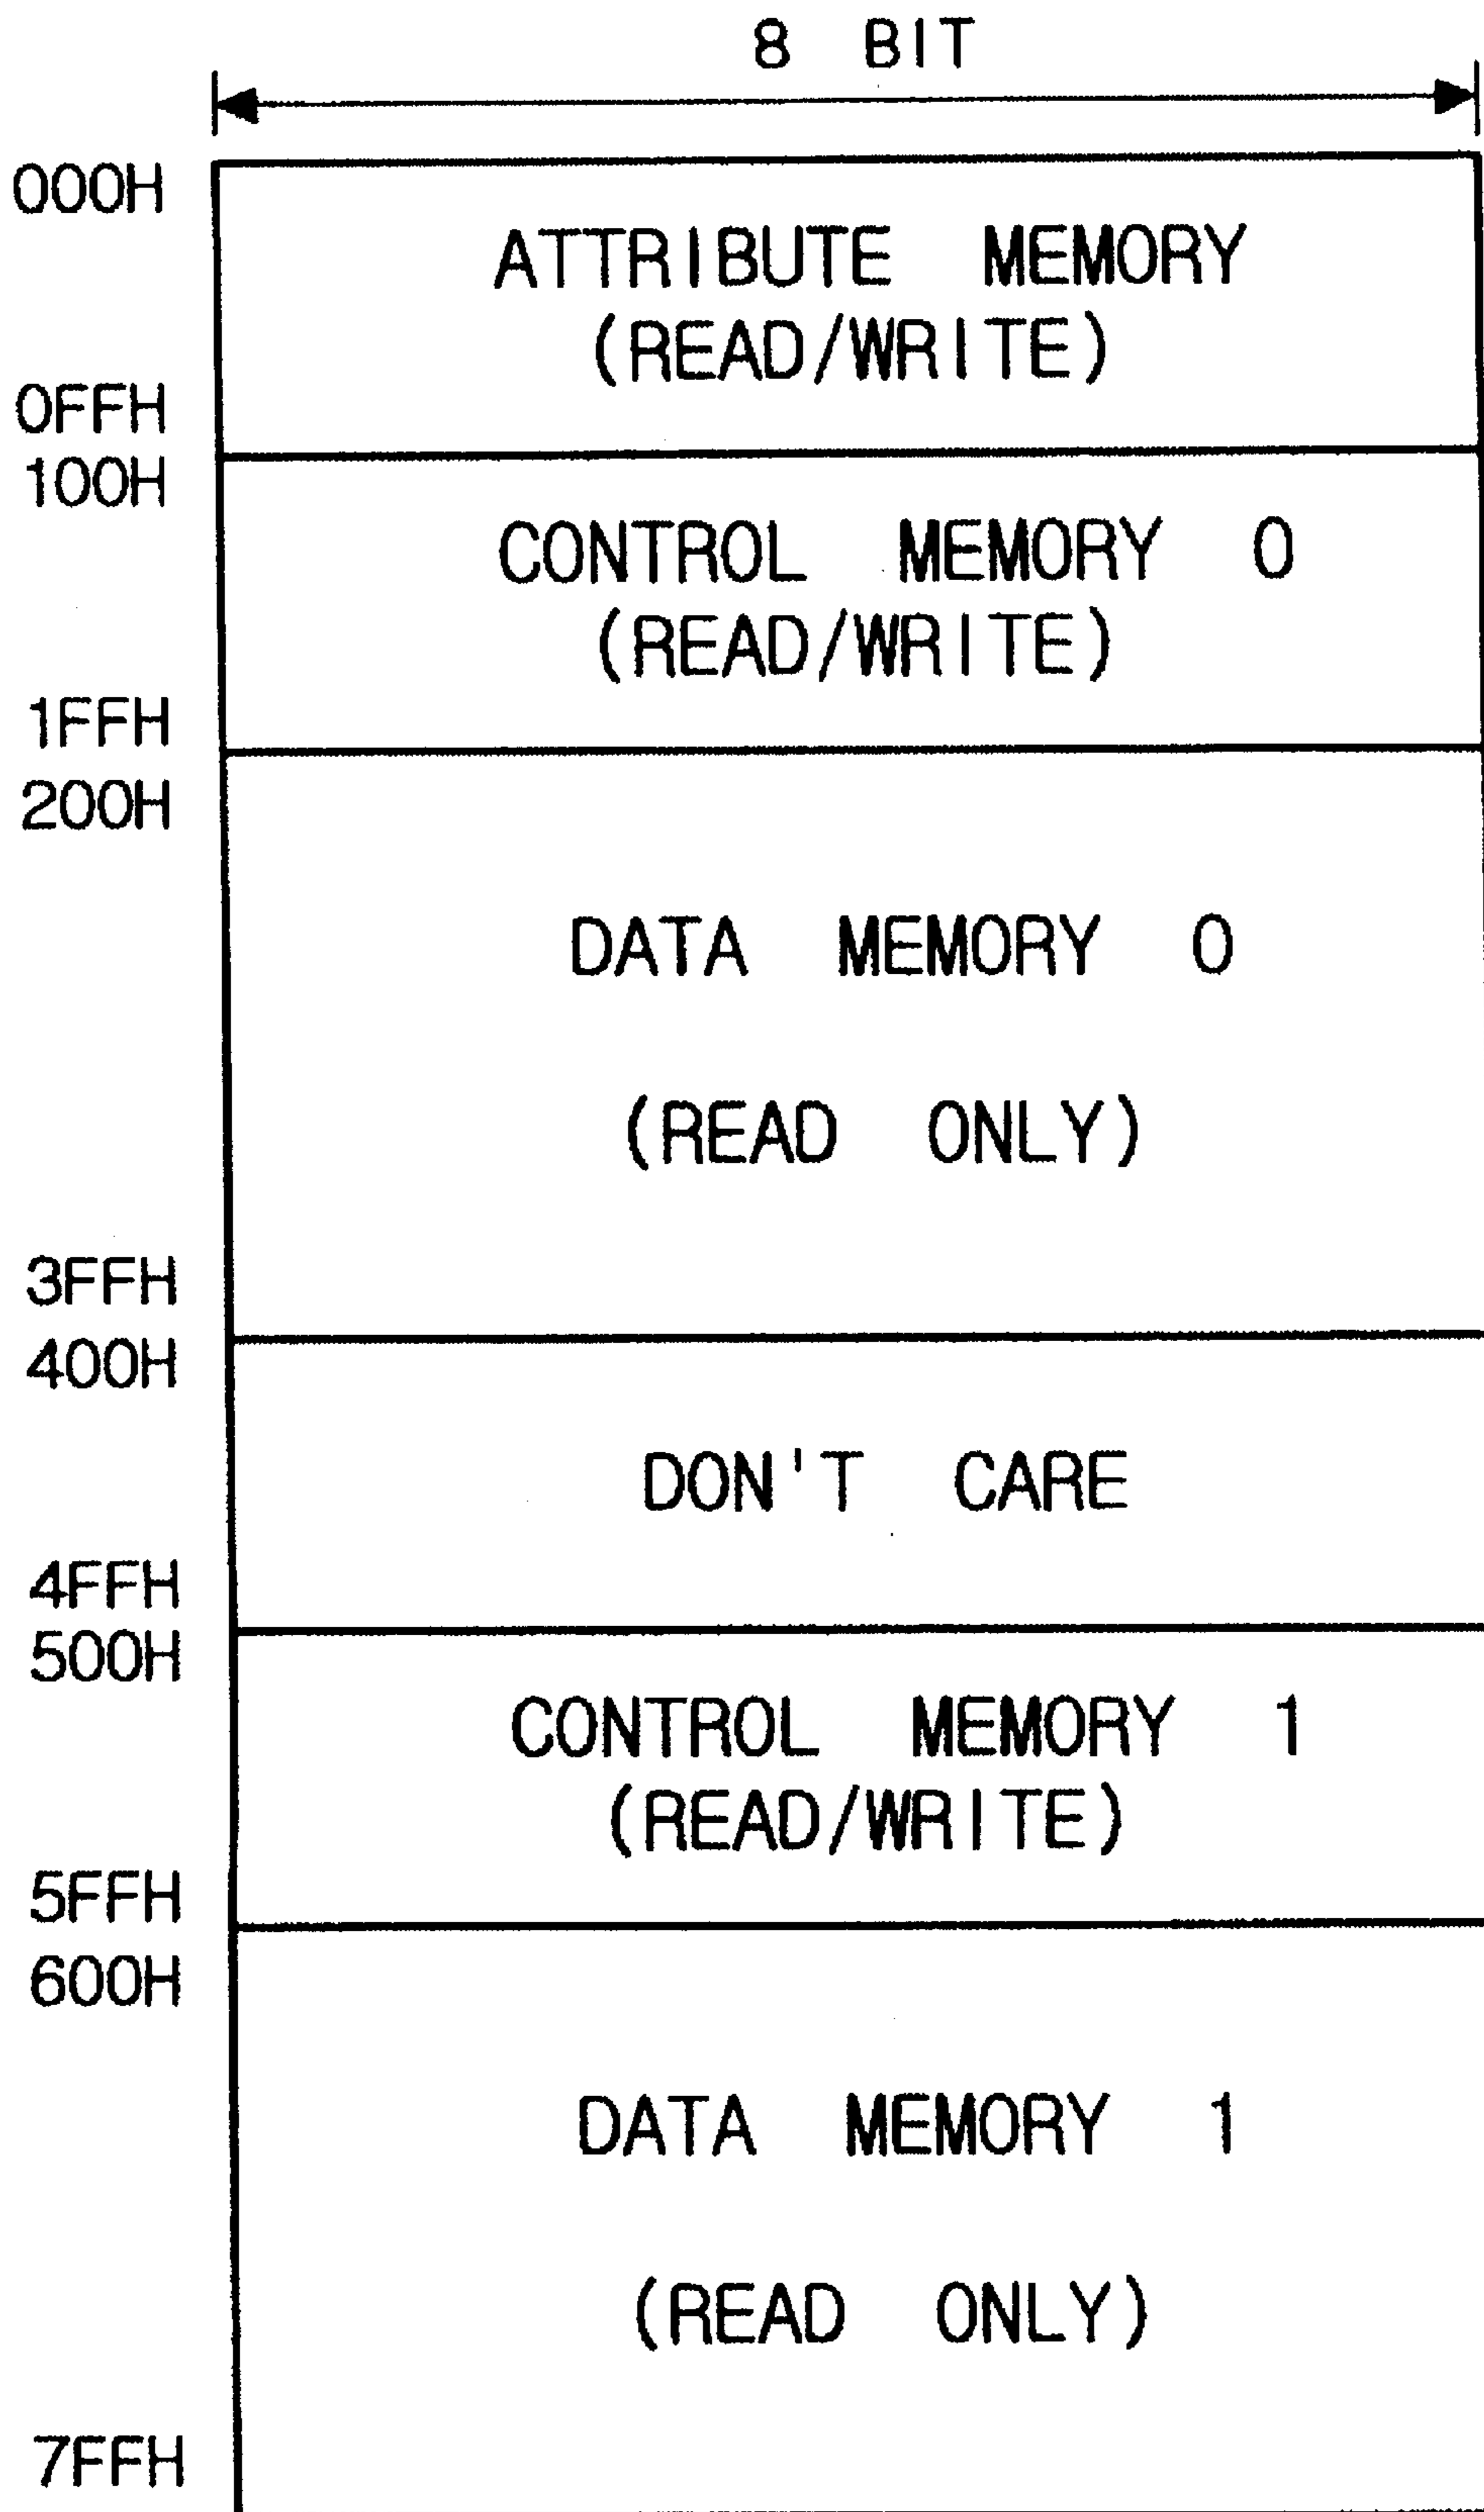 8 BIT
000H
ATTRIBUTE MEMORY
(READ/WRITE)
0FFH
100H
CONTROL MEMORY 0
(READ/WRITE)
1FFH
200H
DATA MEMORY 0
(READ ONLY)
3FFH
400H
DON'T CARE
4FFH
500H
CONTROL MEMORY 1
(READ/WRITE)
5FFH
600H
DATA MEMORY 1
(READ ONLY)
7FFH